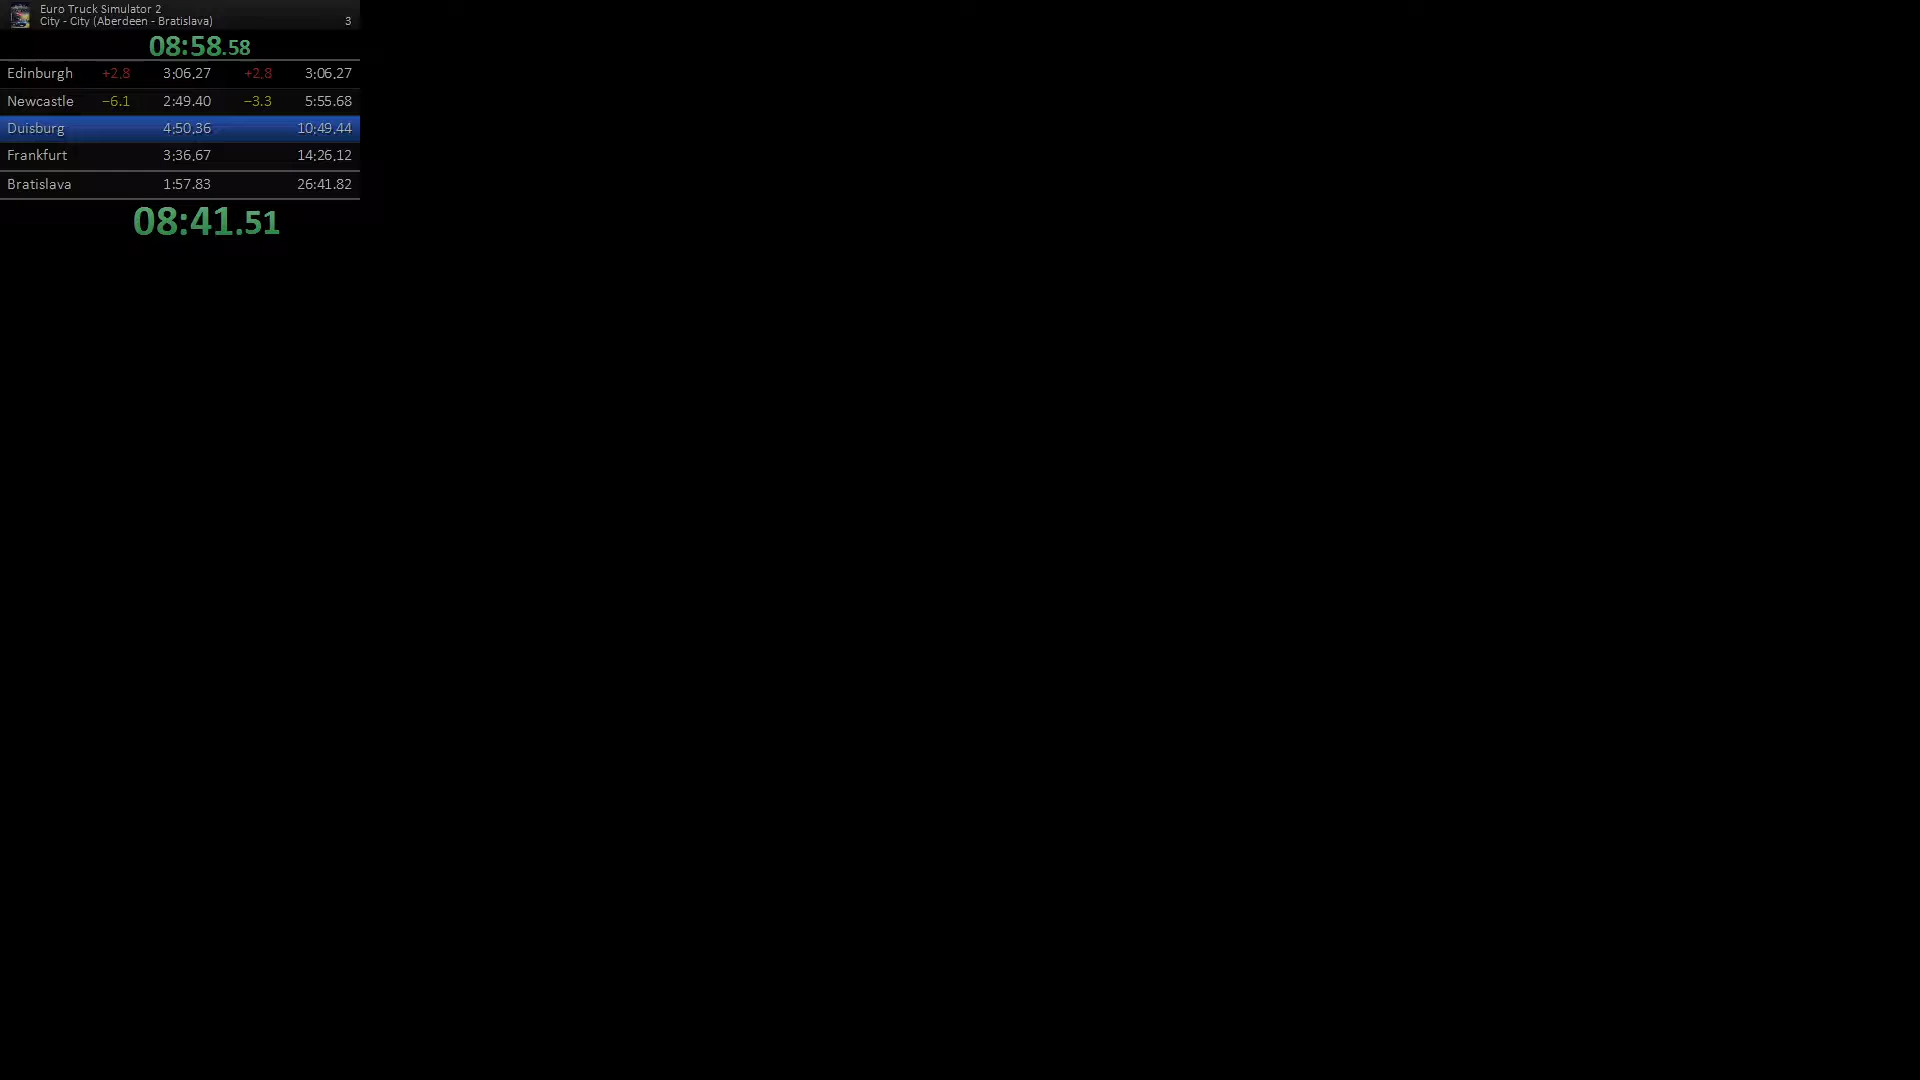 Euro Truck Simulator 2
City - City (Aberdeen - Bratislava) 3
08:58.58
Edinburgh +2.8 3:06.27 +2.8 3:06.27
Newcastle −6.1 2:49.40 −3.3 5:55.68
Duisburg 4:50.36 10:49.44
Frankfurt 3:36.67 14:26.12
Bratislava 1:57.83 26:41.82
08:41.51